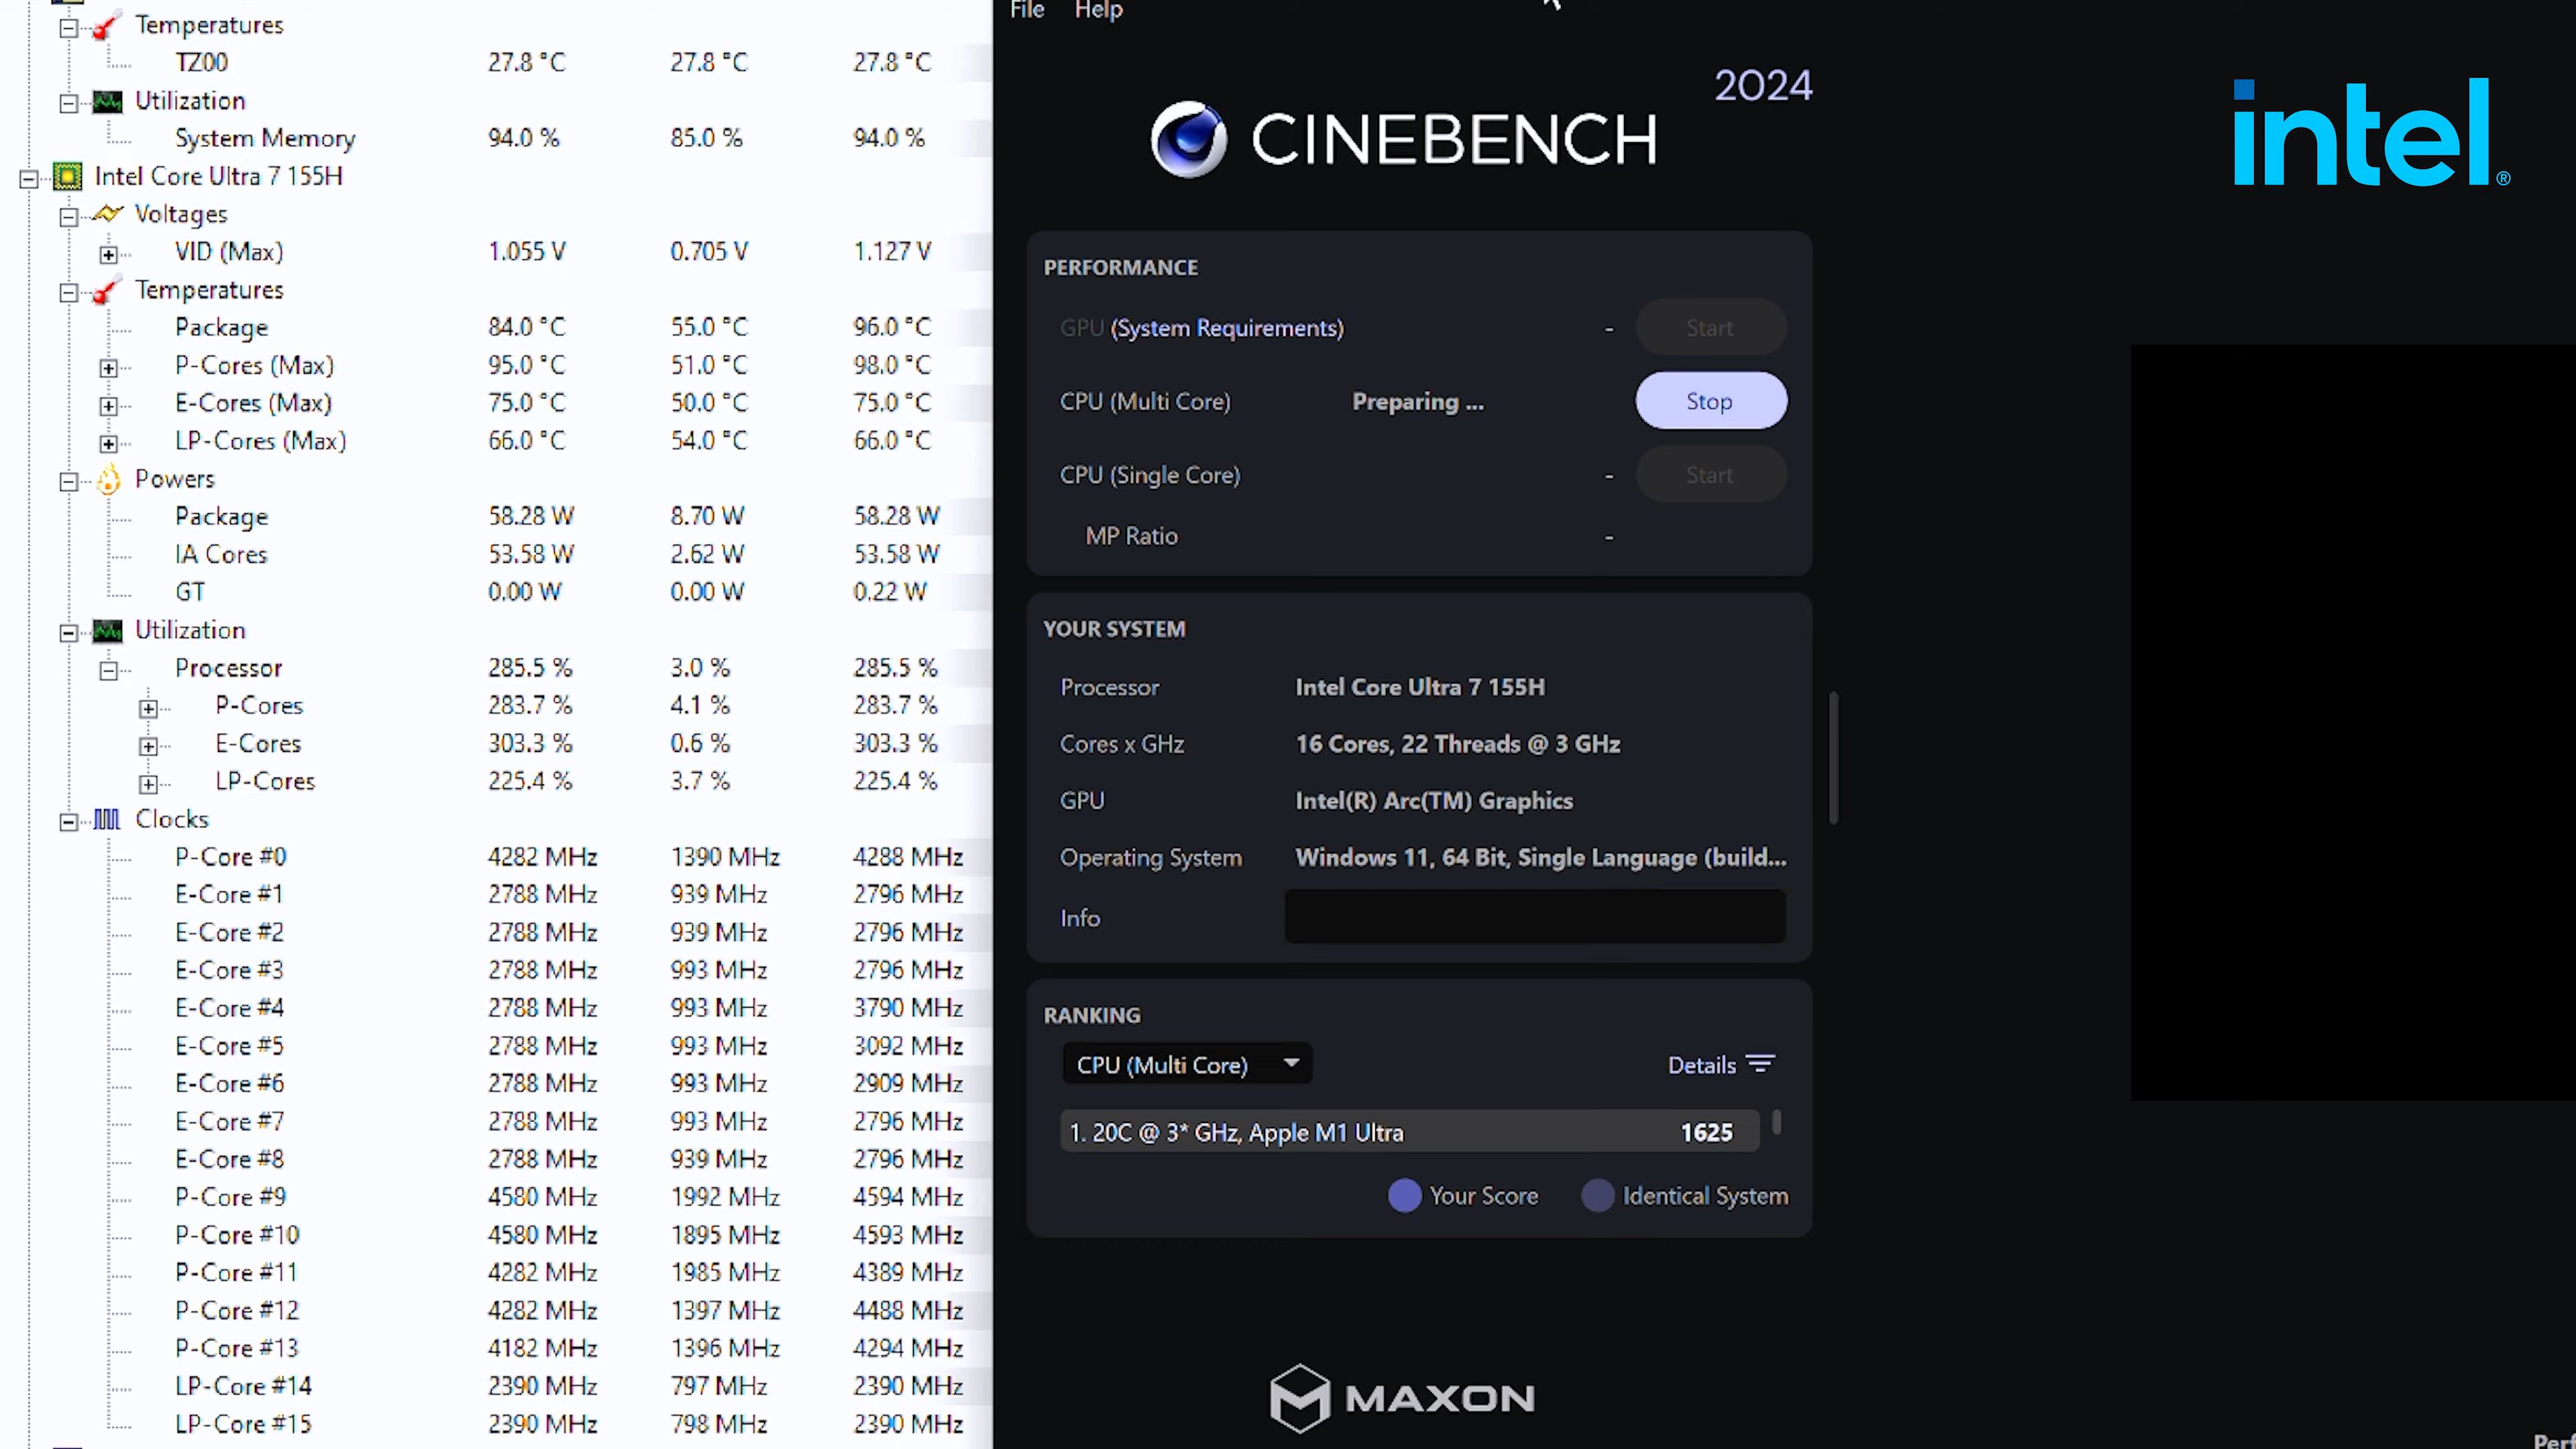 Temperatures
TZ00 27.8 °C 27.8 °C 27.8 °C
Utilization
System Memory 94.0 % 85.0 % 94.0 %
Intel Core Ultra 7 155H
Voltages
VID (Max) 1.055 V 0.705 V 1.127 V
Temperatures
Package 84.0 °C 55.0 °C 96.0 °C
P-Cores (Max) 95.0 °C 51.0 °C 98.0 °C
E-Cores (Max) 75.0 °C 50.0 °C 75.0 °C
LP-Cores (Max) 66.0 °C 54.0 °C 66.0 °C
Powers
Package 58.28 W 8.70 W 58.28 W
IA Cores 53.58 W 2.62 W 53.58 W
GT 0.00 W 0.00 W 0.22 W
Utilization
Processor 285.5 % 3.0 % 285.5 %
P-Cores 283.7 % 4.1 % 283.7 %
E-Cores 303.3 % 0.6 % 303.3 %
LP-Cores 225.4 % 3.7 % 225.4 %
Clocks
P-Core #0 4282 MHz 1390 MHz 4288 MHz
E-Core #1 2788 MHz 939 MHz 2796 MHz
E-Core #2 2788 MHz 939 MHz 2796 MHz
E-Core #3 2788 MHz 993 MHz 2796 MHz
E-Core #4 2788 MHz 993 MHz 3790 MHz
E-Core #5 2788 MHz 993 MHz 3092 MHz
E-Core #6 2788 MHz 993 MHz 2909 MHz
E-Core #7 2788 MHz 993 MHz 2796 MHz
E-Core #8 2788 MHz 939 MHz 2796 MHz
P-Core #9 4580 MHz 1992 MHz 4594 MHz
P-Core #10 4580 MHz 1895 MHz 4593 MHz
P-Core #11 4282 MHz 1985 MHz 4389 MHz
P-Core #12 4282 MHz 1397 MHz 4488 MHz
P-Core #13 4182 MHz 1396 MHz 4294 MHz
LP-Core #14 2390 MHz 797 MHz 2390 MHz
LP-Core #15 2390 MHz 798 MHz 2390 MHz
File Help
2024
CINEBENCH
PERFORMANCE
GPU (System Requirements) - Start
CPU (Multi Core) Preparing ... Stop
CPU (Single Core) - Start
MP Ratio -
YOUR SYSTEM
Processor Intel Core Ultra 7 155H
Cores x GHz 16 Cores, 22 Threads @ 3 GHz
GPU Intel(R) Arc(TM) Graphics
Operating System Windows 11, 64 Bit, Single Language (build...
Info
RANKING
CPU (Multi Core) Details
1. 20C @ 3* GHz, Apple M1 Ultra 1625
Your Score Identical System
MAXON
intel®